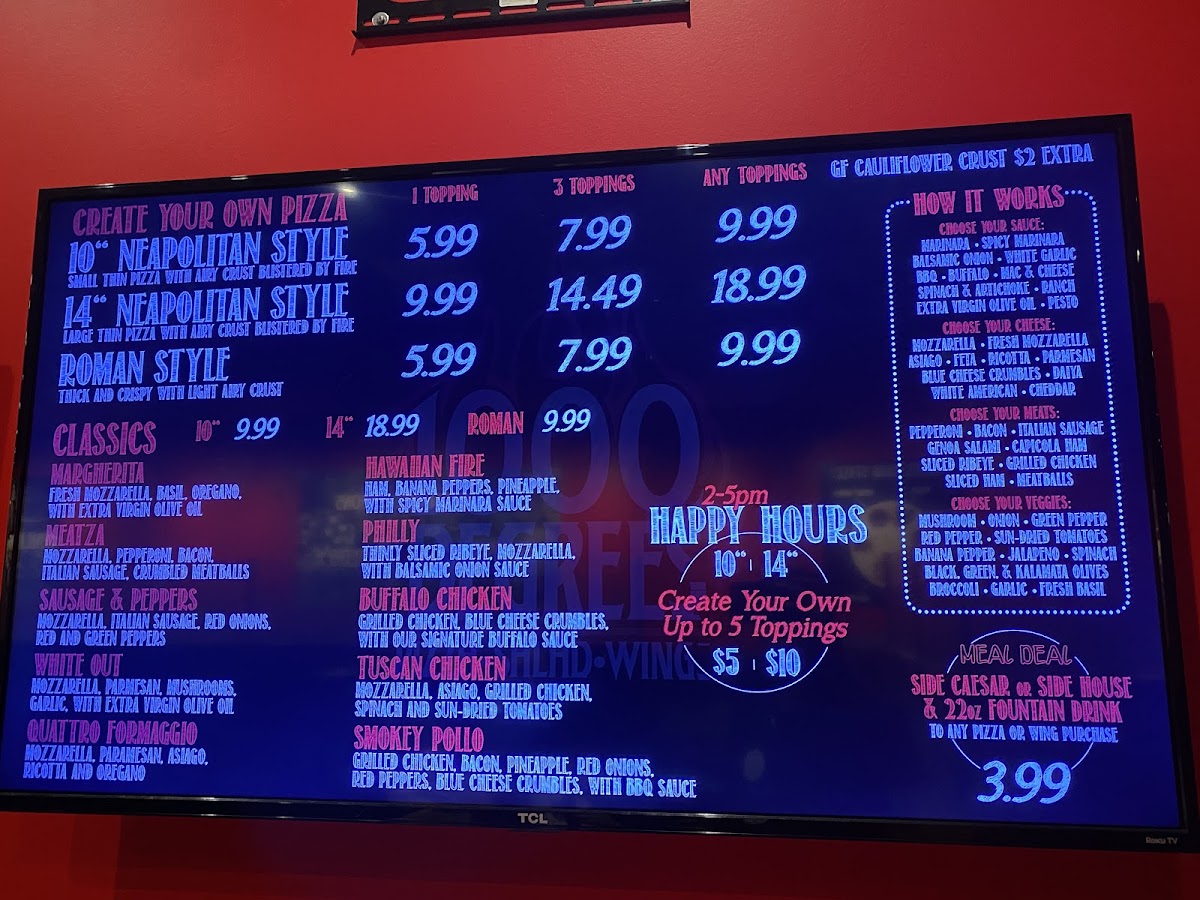 1 TOPPING
3 TOPPINGS
ANY TOPPINGS
GF CAULIFLOWER CRUST $2 EXTRA
CREATE YOUR OWN PIZZA
10“ NEAPOLITAN STYLE
5.99
7.99
9.99
SMALL THIN PIZZA WITH AIRY CRUST BLISTERED BY FIRE
14“ NEAPOLITAN STYLE
9.99
14.49
18.99
LARGE THIN PIZZA WITH AIRY CRUST BLISTERED BY FIRE
ROMAN STYLE
5.99
7.99
9.99
THICK AND CRISPY WITH LIGHT AIRY CRUST
CLASSICS 10“ 9.99 14“ 18.99 ROMAN 9.99
MARGHERITA
FRESH MOZZARELLA, BASIL, OREGANO,
WITH EXTRA VIRGIN OLIVE OIL
MEATZA
MOZZARELLA, PEPPERONI, BACON,
ITALIAN SAUSAGE, CRUMBLED MEATBALLS
SAUSAGE & PEPPERS
MOZZARELLA, ITALIAN SAUSAGE, RED ONIONS,
RED AND GREEN PEPPERS
WHITE OUT
MOZZARELLA, PARMESAN, MUSHROOMS,
GARLIC, WITH EXTRA VIRGIN OLIVE OIL
QUATTRO FORMAGGIO
MOZZARELLA, PARAMESAN, ASIAGO,
RICOTTA AND OREGANO
HAWAIIAN FIRE
HAM, BANANA PEPPERS, PINEAPPLE,
WITH SPICY MARINARA SAUCE
PHILLY
THINLY SLICED RIBEYE, MOZZARELLA,
WITH BALSAMIC ONION SAUCE
BUFFALO CHICKEN
GRILLED CHICKEN, BLUE CHEESE CRUMBLES,
WITH OUR SIGNATURE BUFFALO SAUCE
TUSCAN CHICKEN
MOZZARELLA, ASIAGO, GRILLED CHICKEN,
SPINACH AND SUN-DRIED TOMATOES
SMOKEY POLLO
GRILLED CHICKEN, BACON, PINEAPPLE, RED ONIONS,
RED PEPPERS, BLUE CHEESE CRUMBLES, WITH BBQ SAUCE
1000
DEGREES
WINGS
2-5pm
HAPPY HOURS
10“ 14“
Create Your Own
Up to 5 Toppings
$5 $10
HOW IT WORKS
CHOOSE YOUR SAUCE:
MARINARA • SPICY MARINARA
BALSAMIC ONION • WHITE GARLIC
BBQ • BUFFALO • MAC & CHEESE
SPINACH & ARTICHOKE • RANCH
EXTRA VIRGIN OLIVE OIL • PESTO
CHOOSE YOUR CHEESE:
MOZZARELLA • FRESH MOZZARELLA
ASIAGO • FETA • RICOTTA • PARMESAN
BLUE CHEESE CRUMBLES • DAIYA
WHITE AMERICAN • CHEDDAR
CHOOSE YOUR MEATS:
PEPPERONI • BACON • ITALIAN SAUSAGE
GENOA SALAMI • CAPICOLA HAM
SLICED RIBEYE • GRILLED CHICKEN
SLICED HAM • MEATBALLS
CHOOSE YOUR VEGGIES:
MUSHROOM • ONION • GREEN PEPPER
RED PEPPER • SUN-DRIED TOMATOES
BANANA PEPPER • JALAPENO • SPINACH
BLACK, GREEN, & KALAMATA OLIVES
BROCCOLI • GARLIC • FRESH BASIL
MEAL DEAL
SIDE CAESAR OR SIDE HOUSE
& 22OZ FOUNTAIN DRINK
TO ANY PIZZA OR WING PURCHASE
3.99
TCL
Roku TV